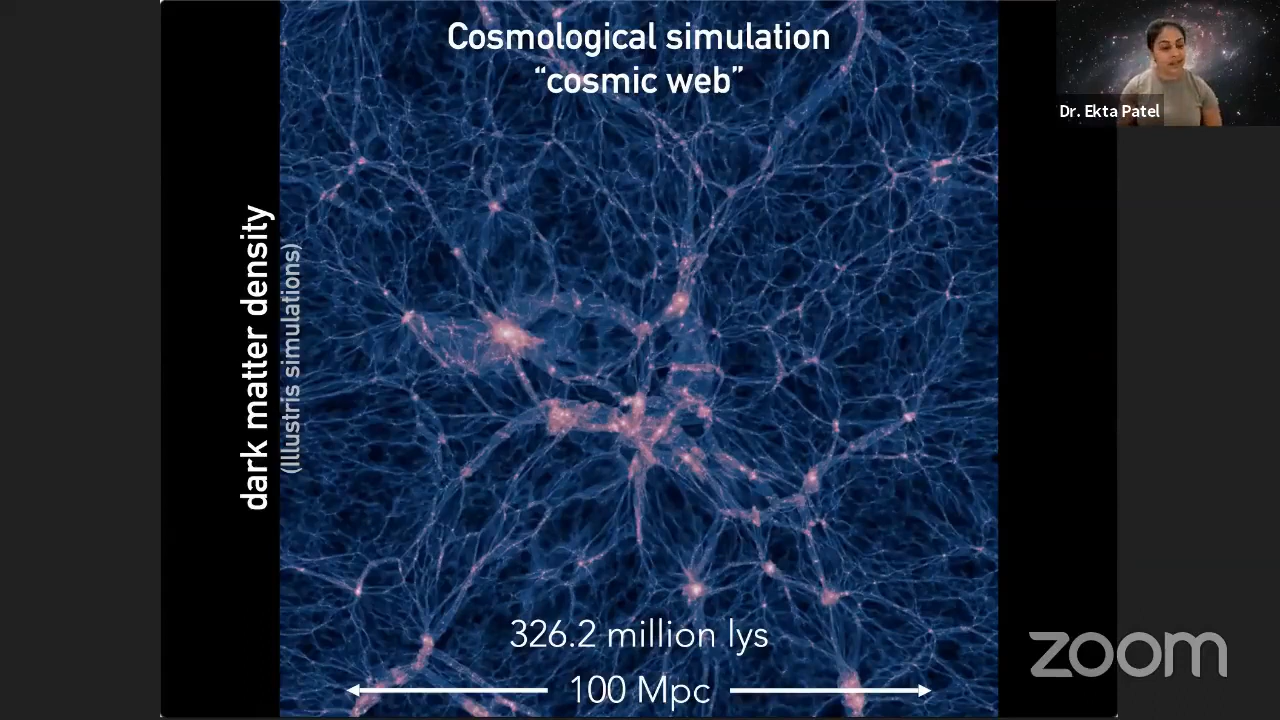 Cosmological simulation
“cosmic web”
Dr. Ekta Patel
dark matter density
(Illustris simulations)
326.2 million lys
100 Mpc
zoom